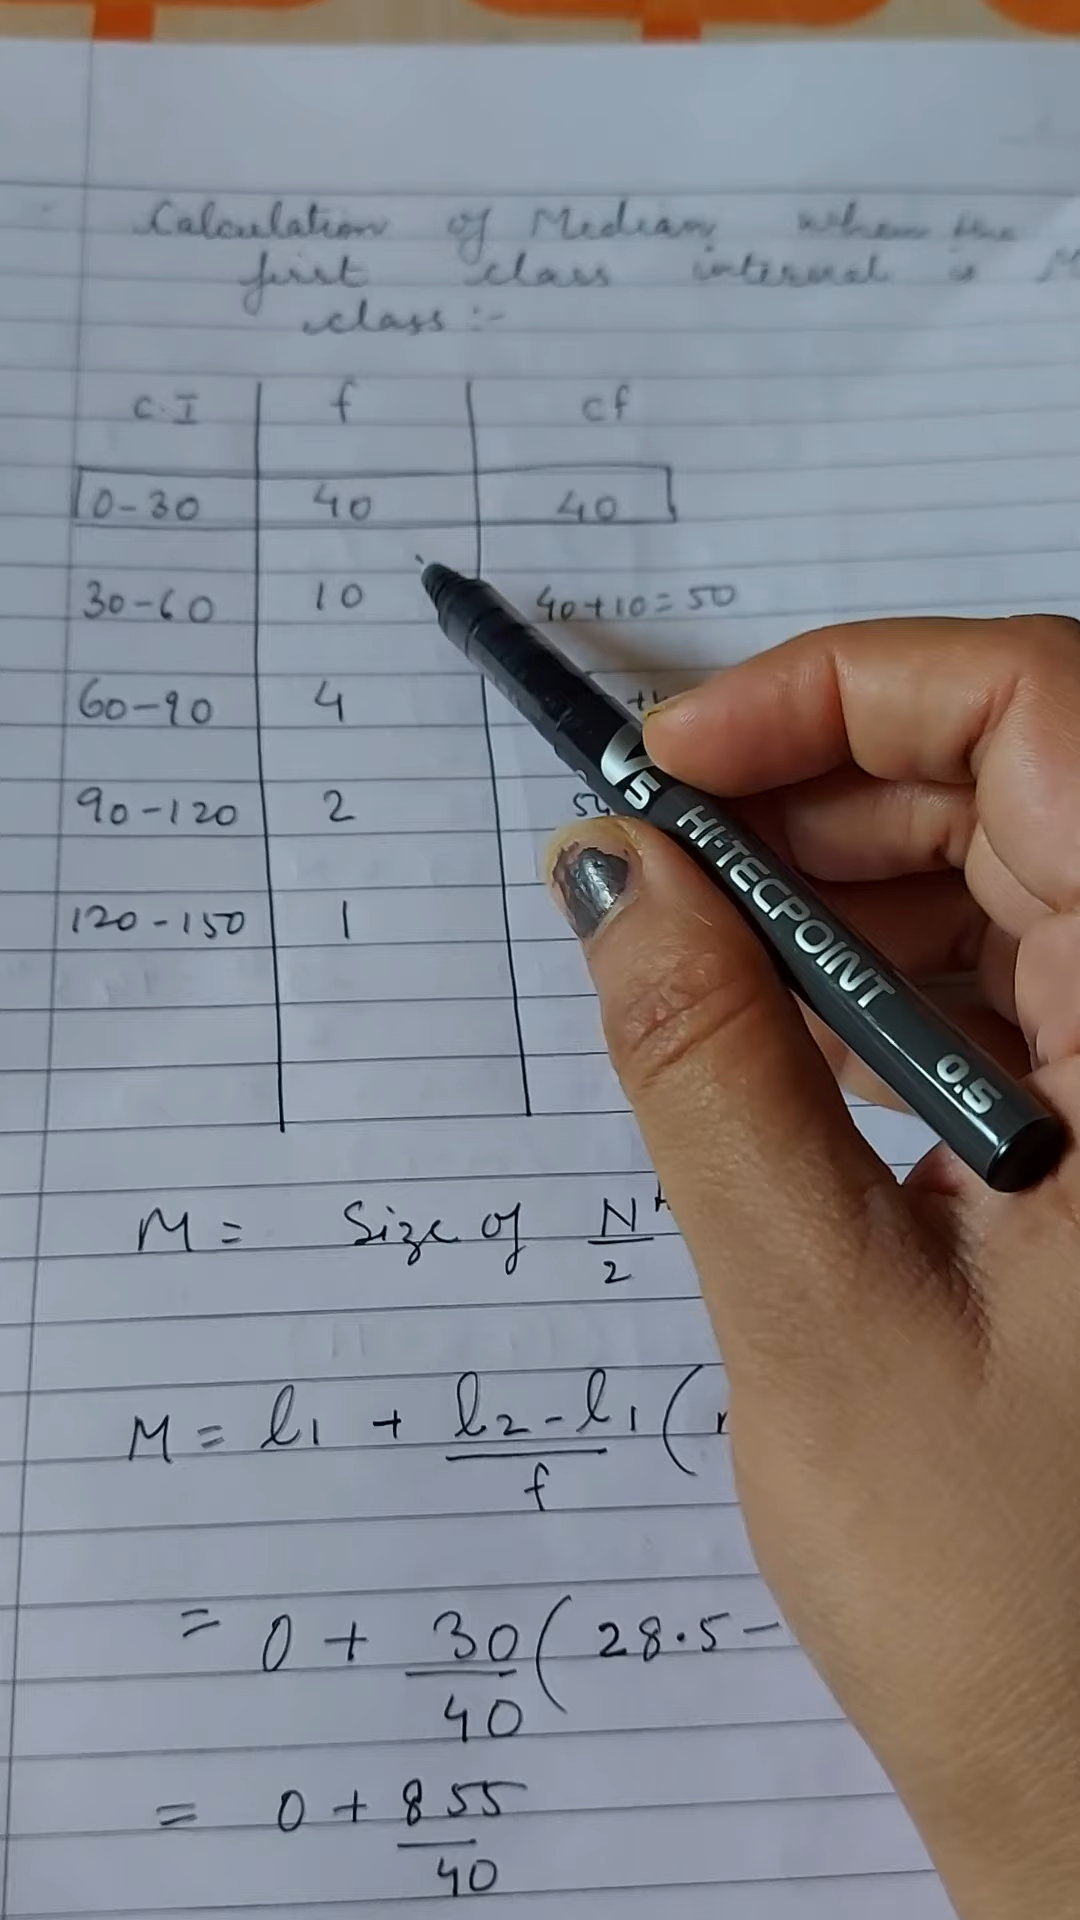 Calculation of Median, when the
first class interval is M
class :-
C.I f cf
0-30 40 40
30-60 10 40+10=50
60-90 4
90-120 2 54
120-150 1
V5 HI-TECPOINT 0.5
M = Size of N/2
M = l1 + l2-l1/f (
= 0 + 30/40 ( 28.5 -
= 0 + 855/40